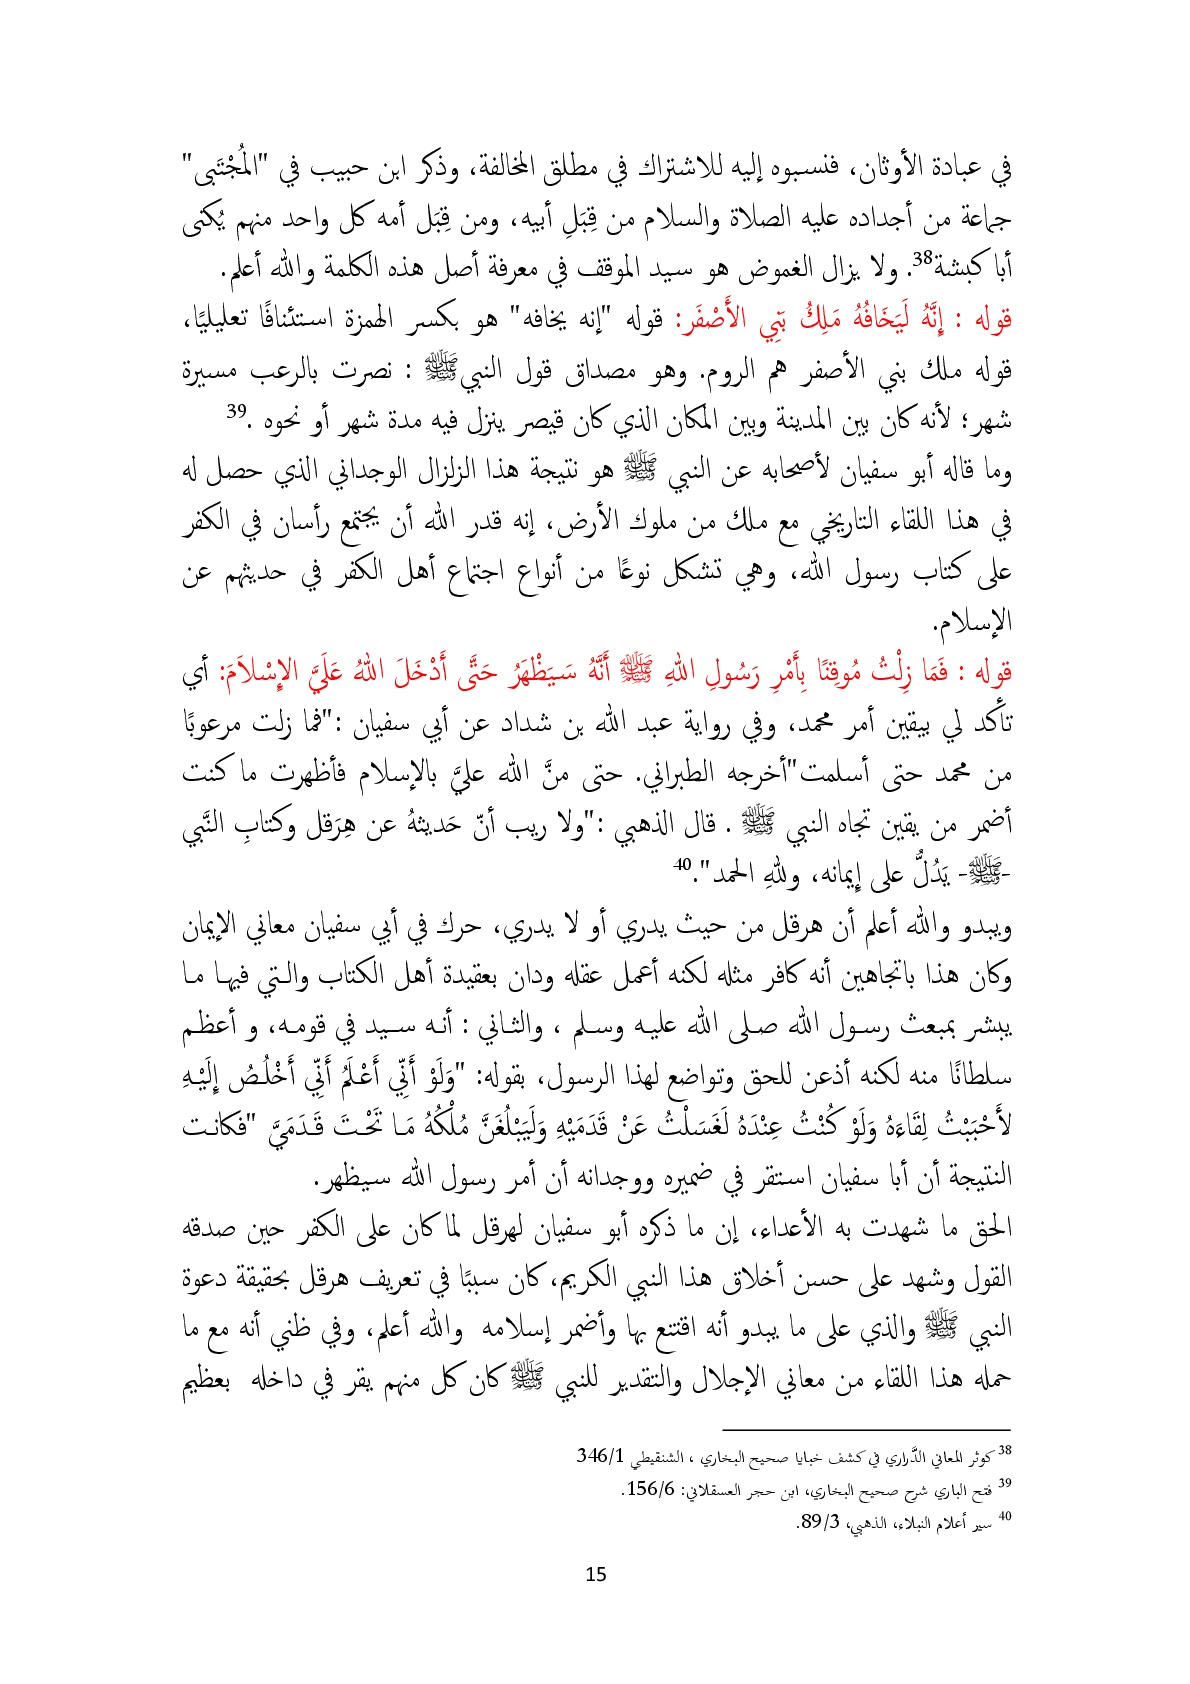 في عبادة الأوثان، فنسبوه إليه للاشتراك في مطلق المخالفة، وذكر ابن حبيب في "المُجْتَبى"
جماعة من أجداده عليه الصلاة والسلام من قِبَلِ أبيه، ومن قِبَل أمه كل واحد منهم يُكنى
أبا كبشة38. ولا يزال الغموض هو سيد الموقف في معرفة أصل هذه الكلمة والله أعلم.
قوله : إِنَّهُ لَيَخَافُهُ مَلِكُ بَنِي الأَصْفَرِ: قوله "إنه يخافه" هو بكسر الهمزة استئنافًا تعليليًا،
قوله ملك بني الأصفر هم الروم. وهو مصداق قول النبيﷺ : نصرت بالرعب مسيرة
شهر؛ لأنه كان بين المدينة وبين المكان الذي كان قيصر ينزل فيه مدة شهر أو نحوه .39
وما قاله أبو سفيان لأصحابه عن النبي ﷺ هو نتيجة هذا الزلزال الوجداني الذي حصل له
في هذا اللقاء التاريخي مع ملك من ملوك الأرض، إنه قدر الله أن يجتمع رأسان في الكفر
على كتاب رسول الله، وهي تشكل نوعًا من أنواع اجتماع أهل الكفر في حديثهم عن
الإسلام.
قوله : فَمَا زِلْتُ مُوقِنًا بِأَمْرِ رَسُولِ اللهِ ﷺ أَنَّهُ سَيَظْهَرُ حَتَّى أَدْخَلَ اللهُ عَلَيَّ الإِسْلاَمَ: أي
تأكد لي بيقين أمر محمد، وفي رواية عبد الله بن شداد عن أبي سفيان :"فما زلت مرعوبًا
من محمد حتى أسلمت"أخرجه الطبراني. حتى منَّ الله عليَّ بالإسلام فأظهرت ما كنت
أضمر من يقين تجاه النبي ﷺ . قال الذهبي :"ولا ريب أنّ حَديثهُ عن هِرَقل وكتابِ النَّبي
-ﷺ- يَدُلُّ على إِيمانه، وللهِ الحمد".40
ويبدو والله أعلم أن هرقل من حيث يدري أو لا يدري، حرك في أبي سفيان معاني الإيمان
وكان هذا باتجاهين أنه كافر مثله لكنه أعمل عقله ودان بعقيدة أهل الكتاب والتي فيها ما
يبشر بمبعث رسول الله صلى الله عليه وسلم ، والثاني : أنه سيد في قومه، و أعظم
سلطانًا منه لكنه أذعن للحق وتواضع لهذا الرسول، بقوله: "وَلَوْ أَنِّي أَعْلَمُ أَنِّي أَخْلُصُ إِلَيْهِ
لأَحْبَبْتُ لِقَاءَهُ وَلَوْ كُنْتُ عِنْدَهُ لَغَسَلْتُ عَنْ قَدَمَيْهِ وَلَيَبْلُغَنَّ مُلْكُهُ مَا تَحْتَ قَدَمَيَّ "فكانت
النتيجة أن أبا سفيان استقر في ضميره ووجدانه أن أمر رسول الله سيظهر.
الحق ما شهدت به الأعداء، إن ما ذكره أبو سفيان لهرقل لما كان على الكفر حين صدقه
القول وشهد على حسن أخلاق هذا النبي الكريم، كان سببًا في تعريف هرقل بحقيقة دعوة
النبي ﷺ والذي على ما يبدو أنه اقتنع بها وأضمر إسلامه والله أعلم، وفي ظني أنه مع ما
حمله هذا اللقاء من معاني الإجلال والتقدير للنبي ﷺكان كل منهم يقر في داخله بعظيم
38 كوثر المعاني الدَّراري في كشف خبايا صحيح البخاري ، الشنقيطي 346/1
39 فتح الباري شرح صحيح البخاري، ابن حجر العسقلاني: 156/6.
40 سير أعلام النبلاء، الذهبي، 89/3.
15